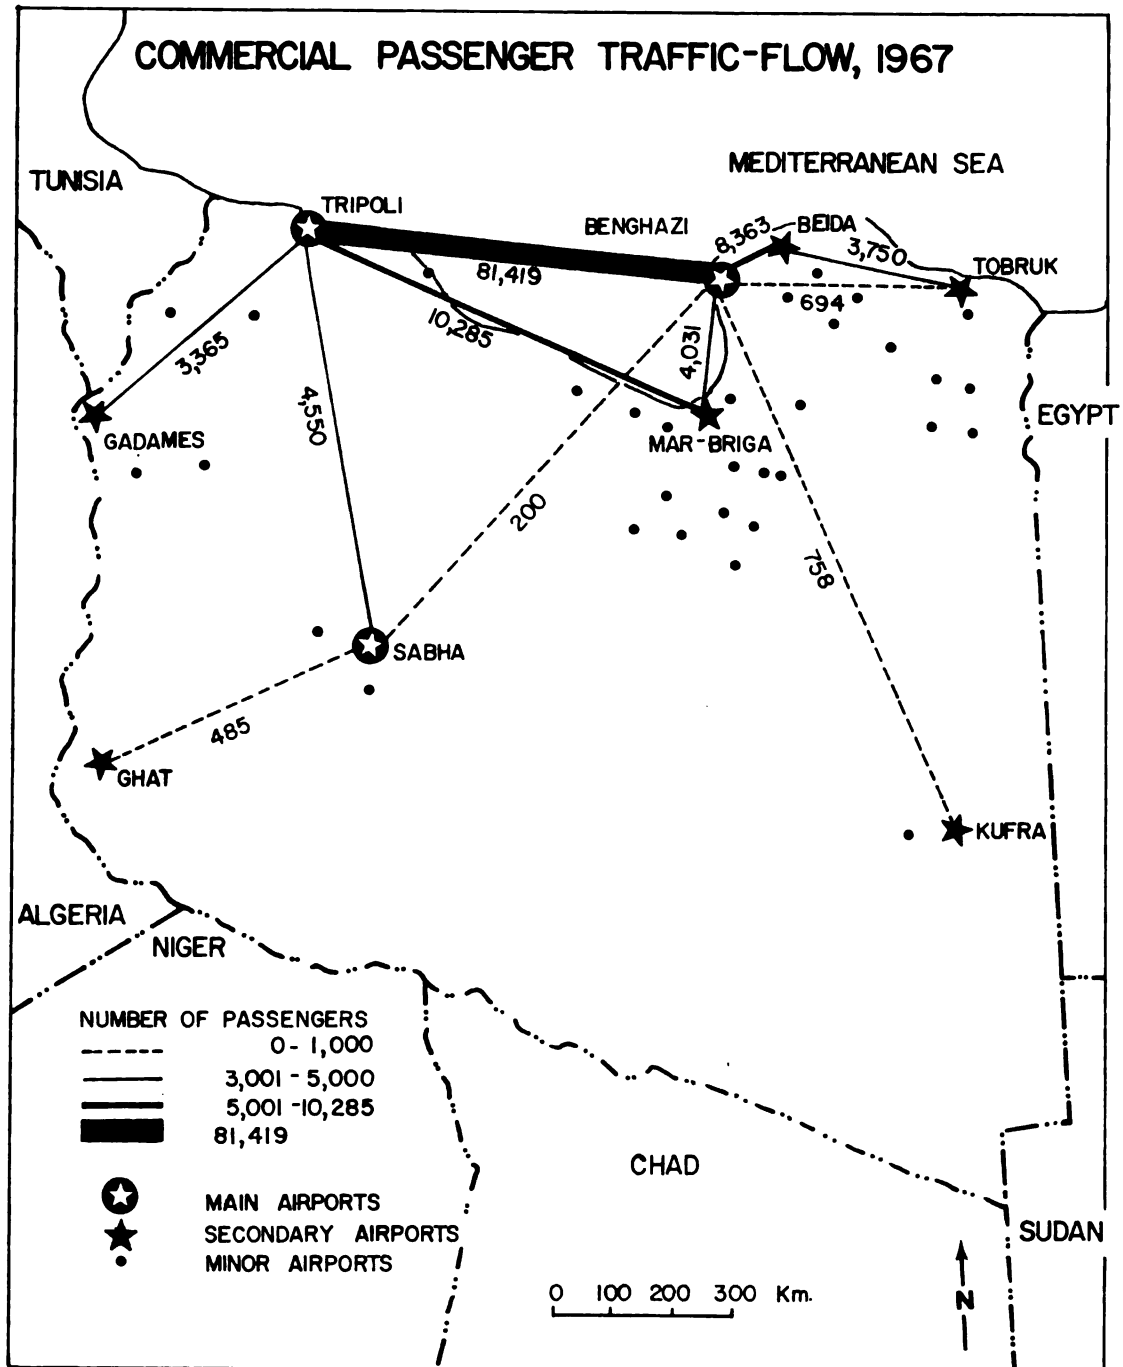 COMMERCIAL PASSENGER TRAFFIC-FLOW, 1967
MEDITERRANEAN SEA
TUNISIA
TRIPOLI
BENGHAZI
8,363
BEIDA
3,750
TOBRUK
81,419
694
10,285
4,031
3,365
4,550
EGYPT
GADAMES
MAR-BRIGA
200
758
SABHA
485
GHAT
KUFRA
ALGERIA
NIGER
NUMBER OF PASSENGERS
0- 1,000
3,001 - 5,000
5,001 -10,285
81,419
CHAD
MAIN AIRPORTS
SECONDARY AIRPORTS
MINOR AIRPORTS
SUDAN
0 100 200 300 Km.
N